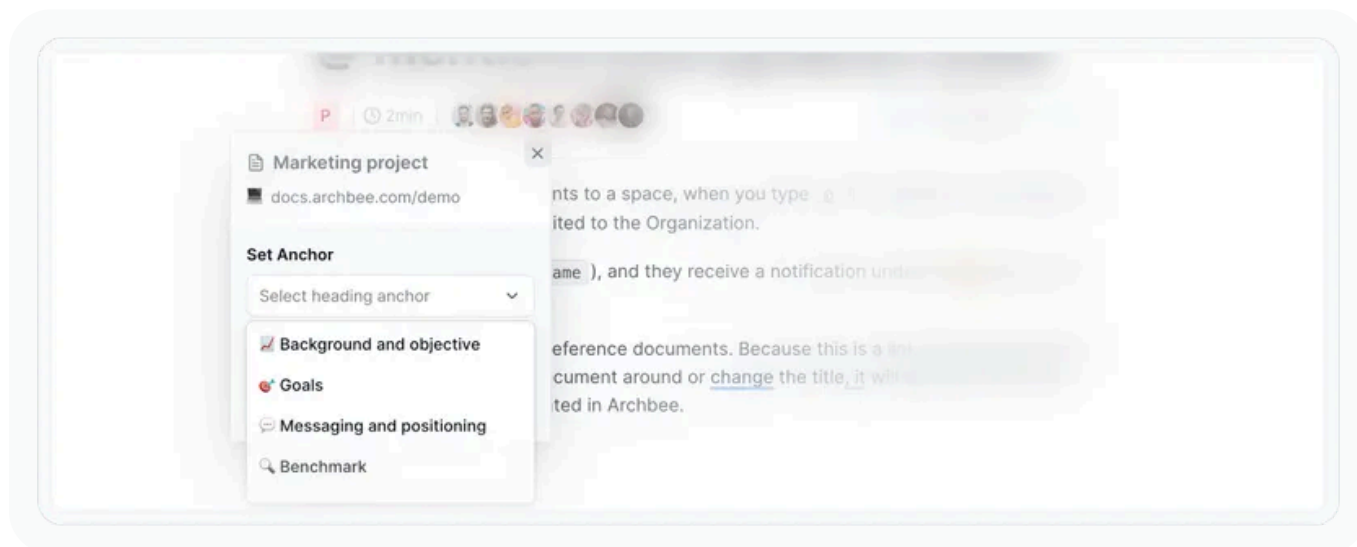 P
2min
Marketing project
docs.archbee.com/demo
nts to a space, when you type
ited to the Organization.
Set Anchor
ame ), and they receive a notification
Select heading anchor
📈 Background and objective
eference documents. Because this is a
🎯 Goals
cument around or change the title, it will
ted in Archbee.
💬 Messaging and positioning
🔍 Benchmark